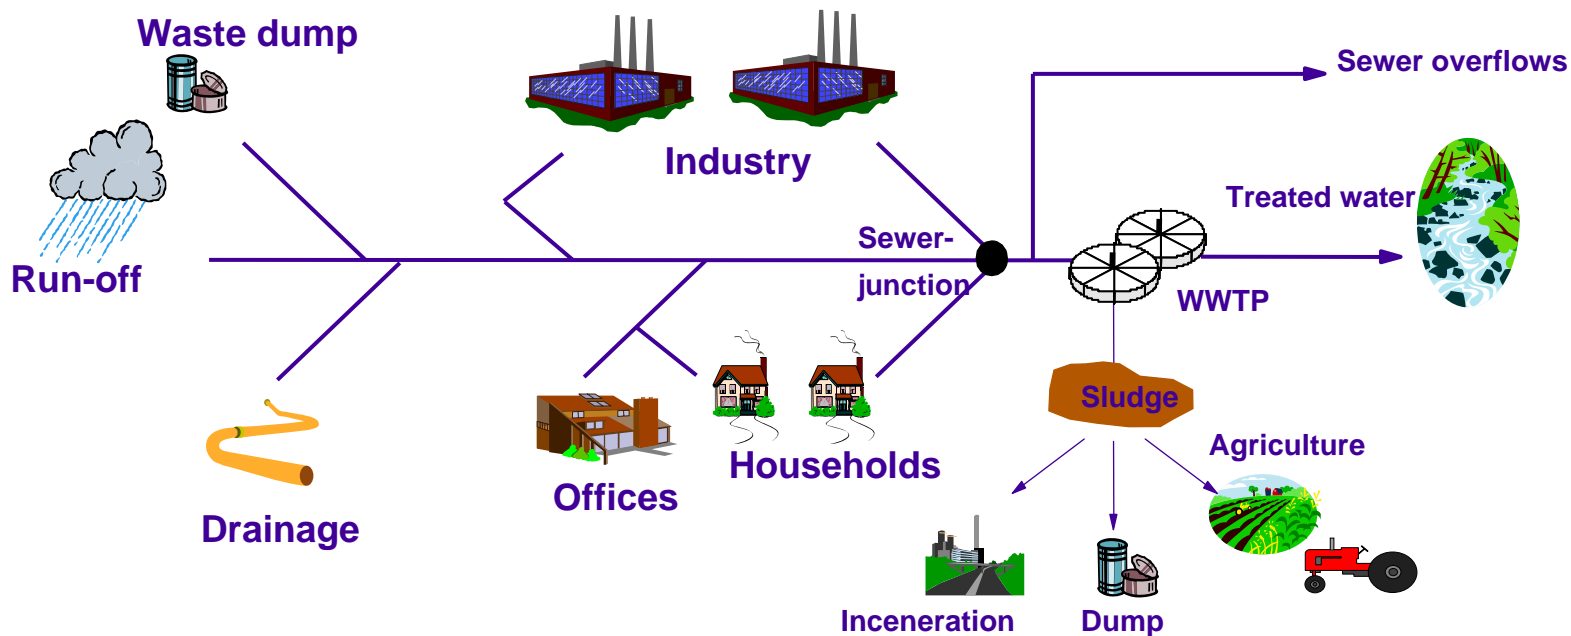 Waste dump
Sewer overflows
Industry
Treated water
Run-off
Sewer-
junction
WWTP
Sludge
Agriculture
Households
Offices
Drainage
Inceneration
Dump